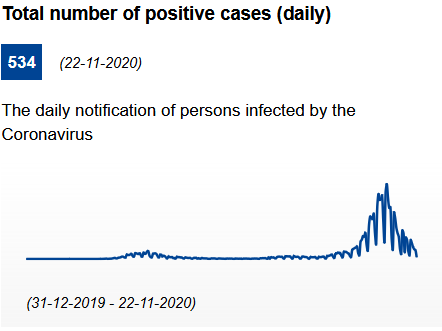 Total number of positive cases (daily)
534 (22-11-2020)
The daily notification of persons infected by the
Coronavirus
(31-12-2019 - 22-11-2020)